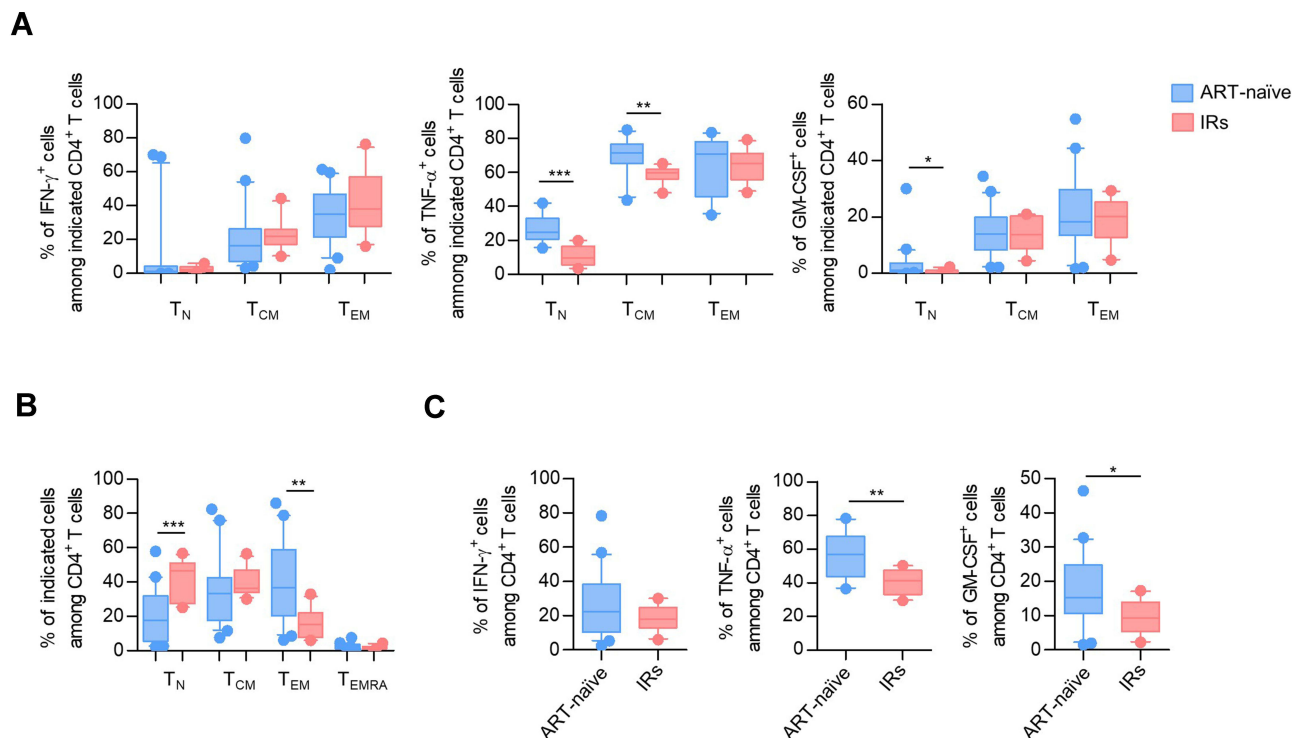 A
% of IFN-γ+ cells
among indicated CD4+ T cells
100
80
60
40
20
0
TN
TCM
TEM
% of TNF-α+ cells
amnong indicated CD4+ T cells
100
80
60
40
20
0
***
**
TN
TCM
TEM
% of GM-CSF+ cells
among indicated CD4+ T cells
60
40
20
0
*
TN
TCM
TEM
ART-naïve
IRs
B
% of indicated cells
among CD4+ T cells
100
80
60
40
20
0
***
**
TN
TCM
TEM
TEMRA
C
% of IFN-γ+ cells
among CD4+ T cells
100
80
60
40
20
0
ART-naïve
IRs
% of TNF-α+ cells
amnong CD4+ T cells
100
80
60
40
20
0
**
ART-naïve
IRs
% of GM-CSF+ cells
among CD4+ T cells
50
40
30
20
10
0
*
ART-naïve
IRs